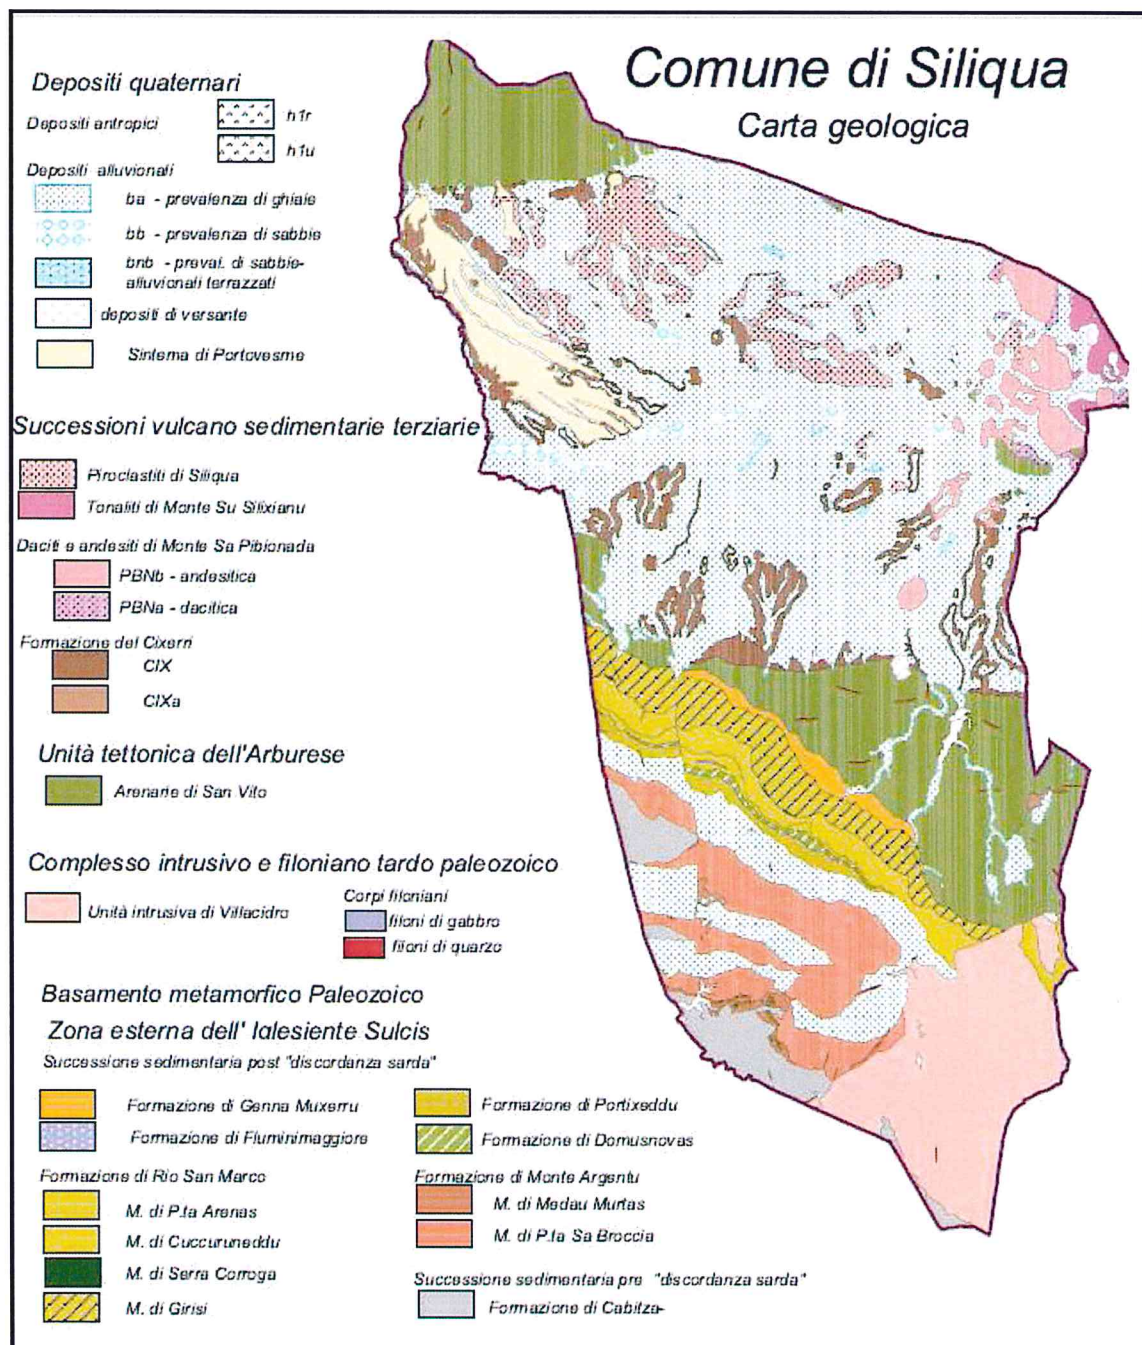 Comune di Siliqua
Carta geologica
Depositi quaternari
Depositi antropici
h1r
h1u
Depositi alluvionali
ba - prevalenza di ghiaie
bb - prevalenza di sabbie
bnb - preval. di sabbie-
alluvionali terrazzati
depositi di versante
Sintema di Portovesme
Successioni vulcano sedimentarie terziarie
Piroclastiti di Siliqua
Tonaliti di Monte Su Silixianu
Daciti e andesiti di Monte Sa Pibionada
PBNb - andesitica
PBNa - dacitica
Formazione del Cixerri
CIX
CIXa
Unità tettonica dell'Arburese
Arenarie di San Vito
Complesso intrusivo e filoniano tardo paleozoico
Unità intrusiva di Villacidro
Corpi filoniani
filoni di gabbro
filoni di quarzo
Basamento metamorfico Paleozoico
Zona esterna dell' Iglesiente Sulcis
Successione sedimentaria post "discordanza sarda"
Formazione di Genna Muxerru
Formazione di Fluminimaggiore
Formazione di Rio San Marco
M. di P.ta Arenas
M. di Cuccuruneddu
M. di Serra Corroga
M. di Girisi
Formazione di Portixeddu
Formazione di Domusnovas
Formazione di Monte Argentu
M. di Medau Murtas
M. di P.ta Sa Broccia
Successione sedimentaria pre "discordanza sarda"
Formazione di Cabitza-